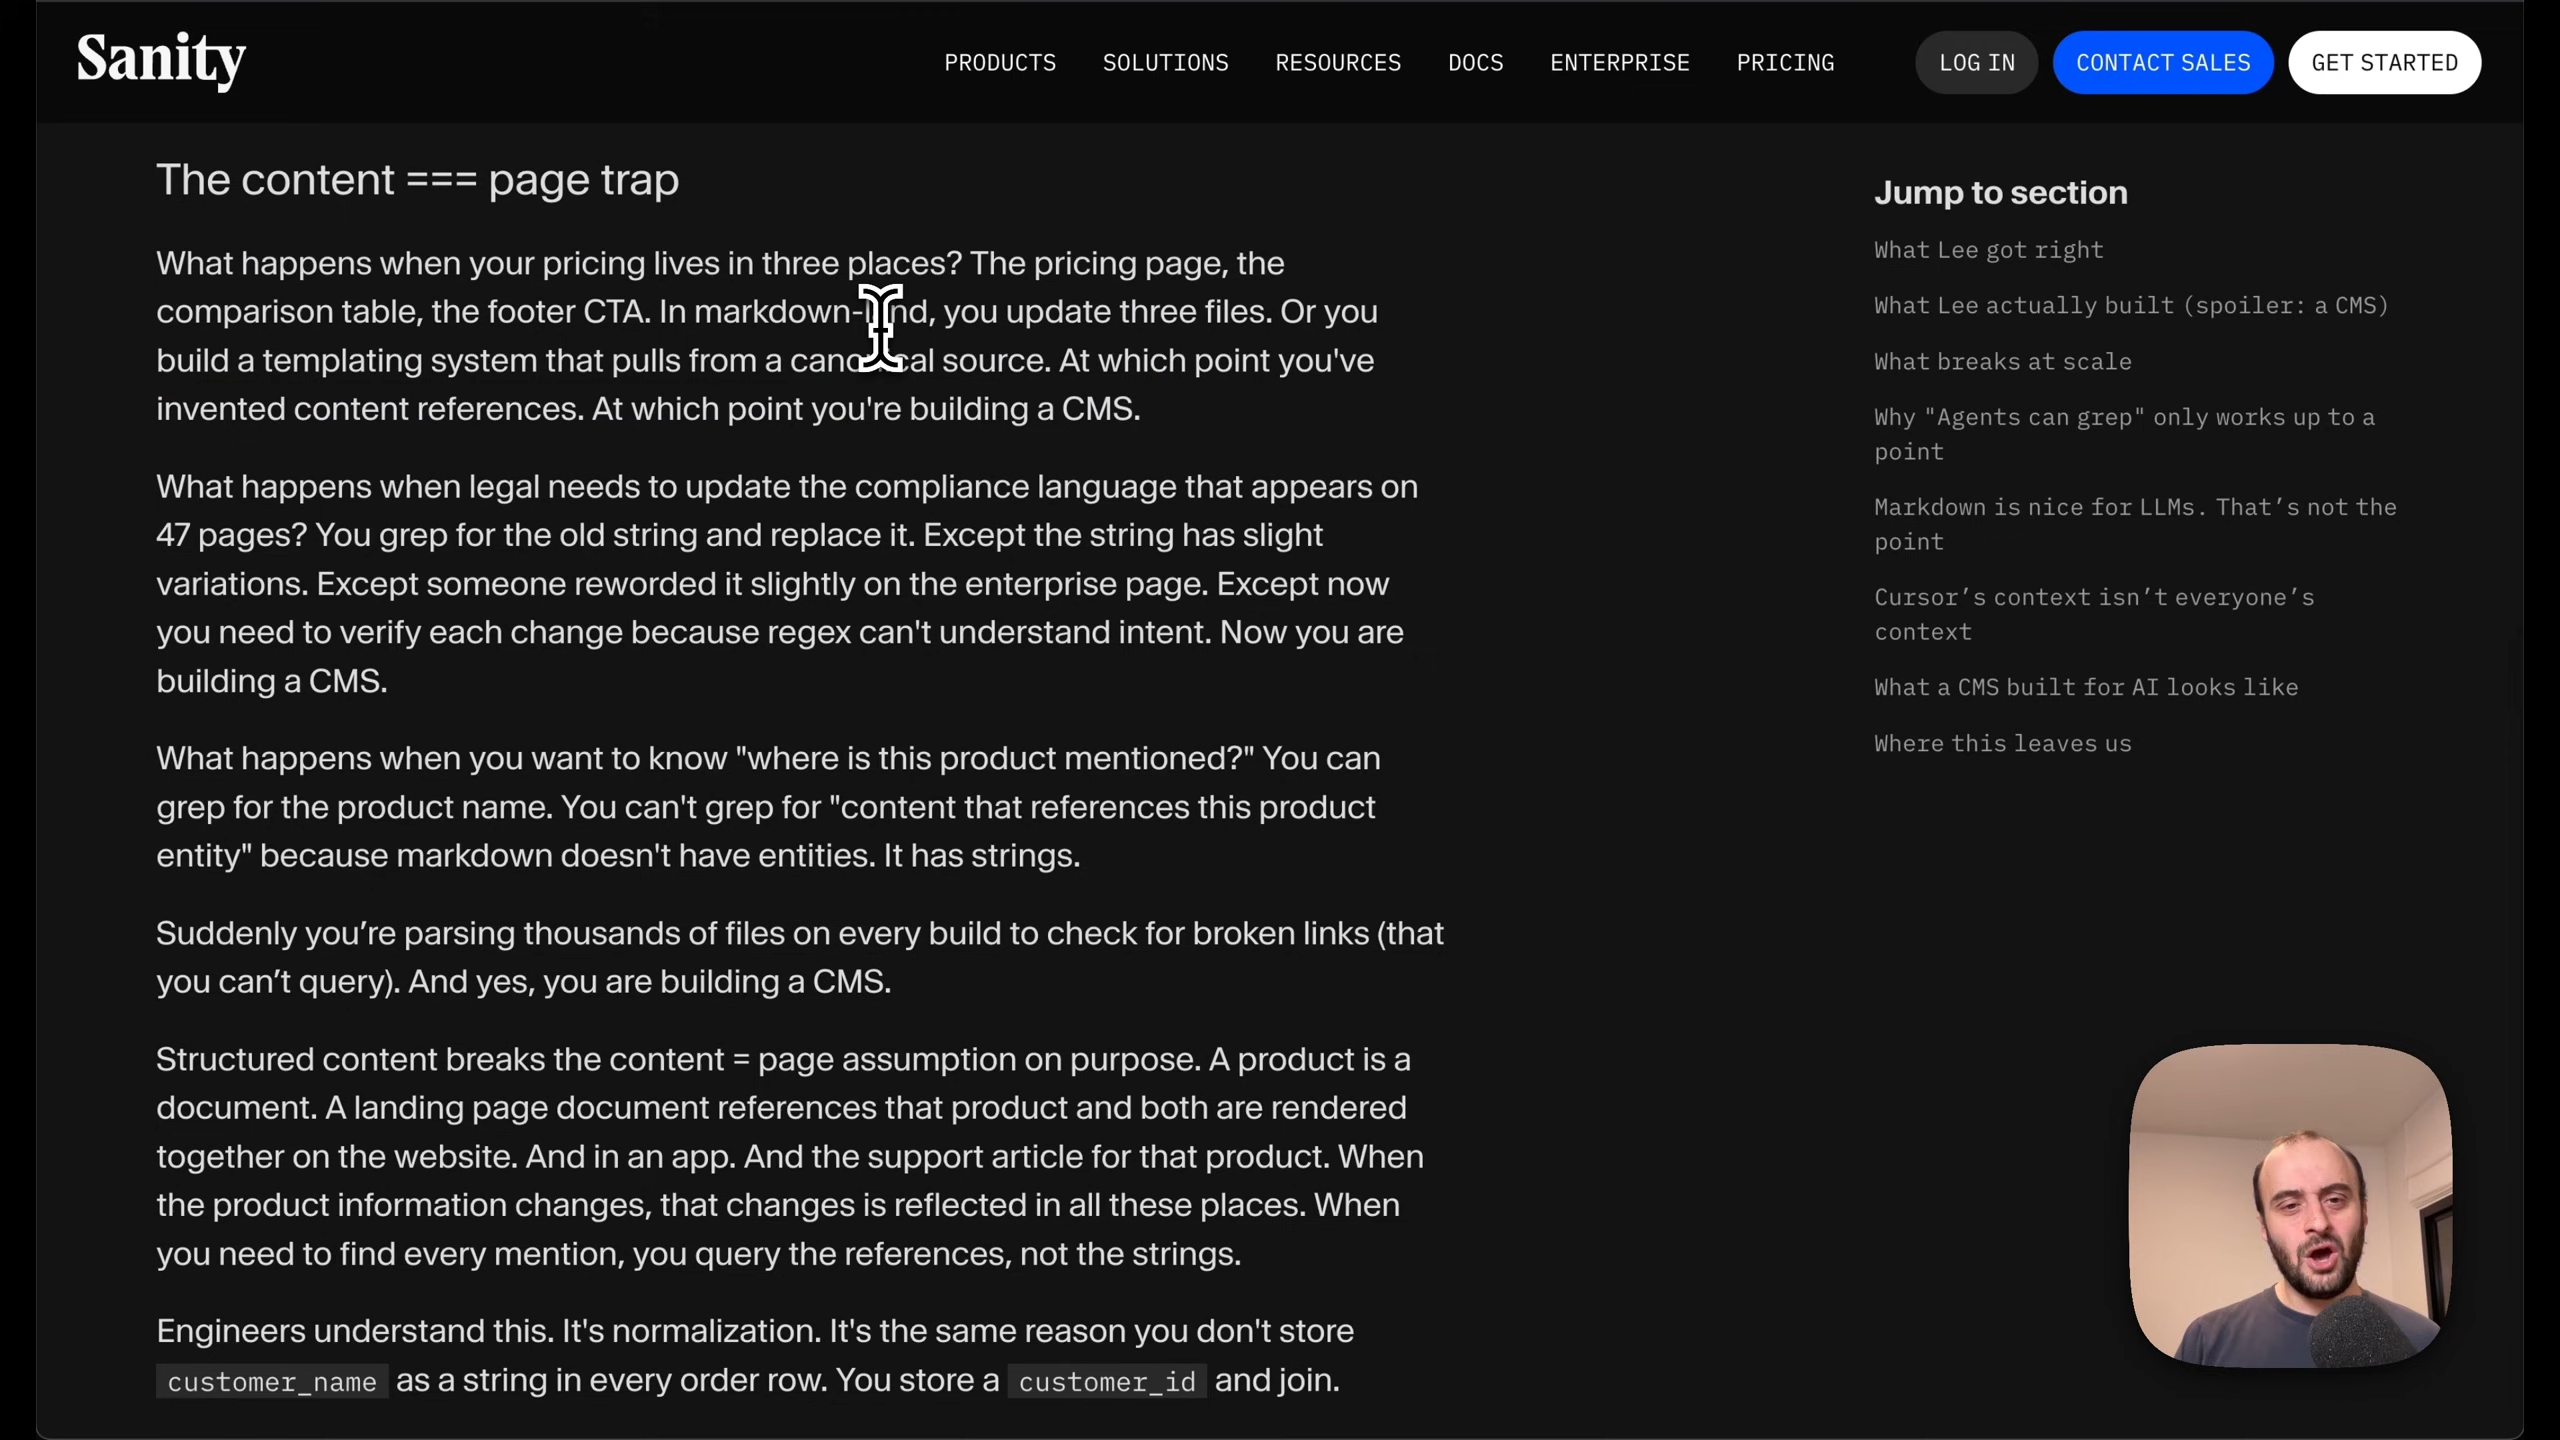 Sanity
PRODUCTS
SOLUTIONS
RESOURCES
DOCS
ENTERPRISE
PRICING
LOG IN
CONTACT SALES
GET STARTED
The content === page trap
What happens when your pricing lives in three places? The pricing page, the
comparison table, the footer CTA. In markdown-land, you update three files. Or you
build a templating system that pulls from a canonical source. At which point you've
invented content references. At which point you're building a CMS.
What happens when legal needs to update the compliance language that appears on
47 pages? You grep for the old string and replace it. Except the string has slight
variations. Except someone reworded it slightly on the enterprise page. Except now
you need to verify each change because regex can't understand intent. Now you are
building a CMS.
What happens when you want to know "where is this product mentioned?" You can
grep for the product name. You can't grep for "content that references this product
entity" because markdown doesn't have entities. It has strings.
Suddenly you’re parsing thousands of files on every build to check for broken links (that
you can’t query). And yes, you are building a CMS.
Structured content breaks the content = page assumption on purpose. A product is a
document. A landing page document references that product and both are rendered
together on the website. And in an app. And the support article for that product. When
the product information changes, that changes is reflected in all these places. When
you need to find every mention, you query the references, not the strings.
Engineers understand this. It's normalization. It's the same reason you don't store
customer_name as a string in every order row. You store a customer_id and join.
Jump to section
What Lee got right
What Lee actually built (spoiler: a CMS)
What breaks at scale
Why "Agents can grep" only works up to a
point
Markdown is nice for LLMs. That’s not the
point
Cursor’s context isn’t everyone’s
context
What a CMS built for AI looks like
Where this leaves us